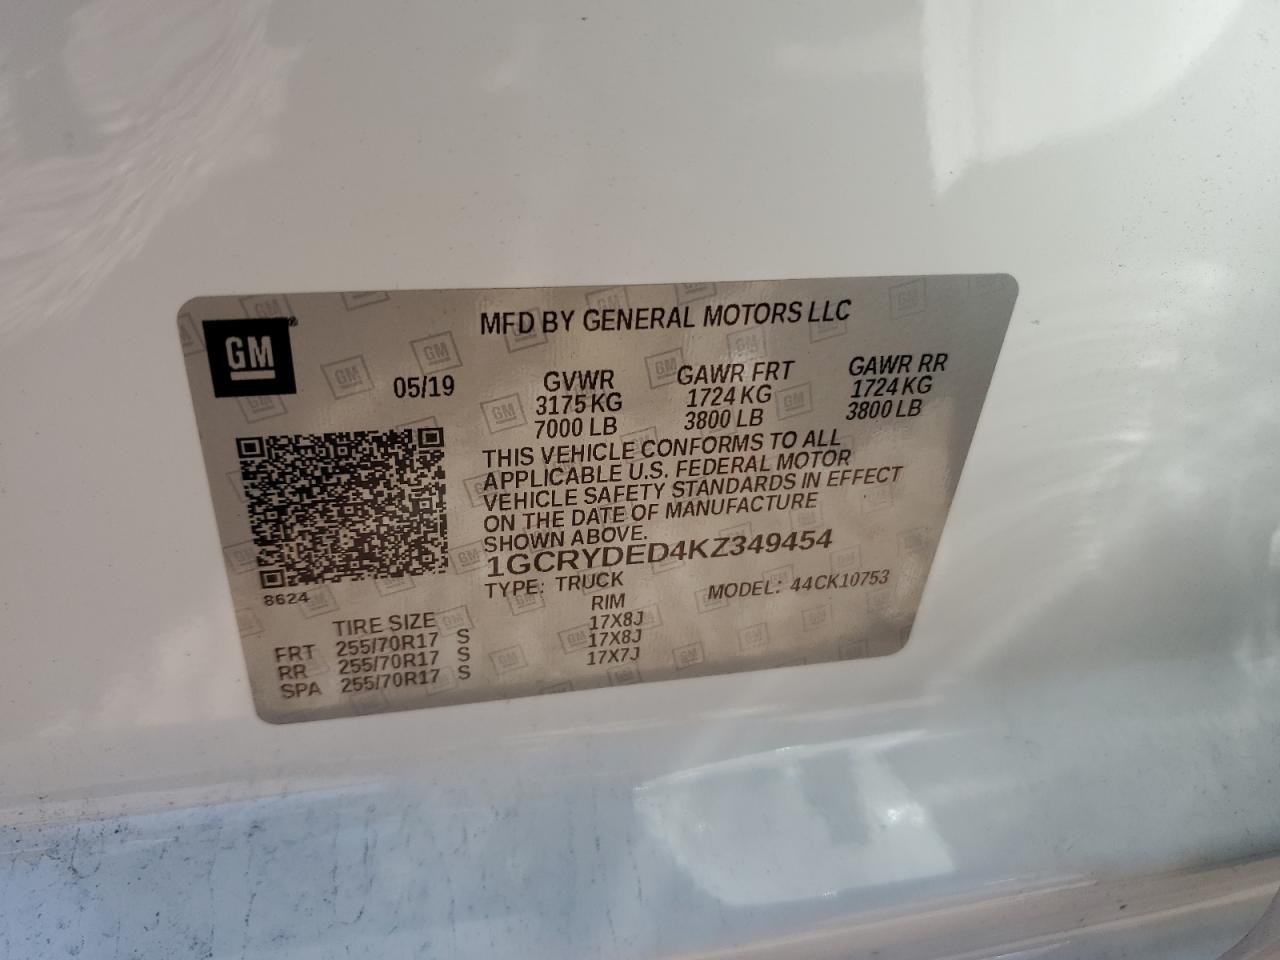 GM
MFD BY GENERAL MOTORS LLC
05/19
GVWR GAWR FRT GAWR RR
3175 KG 1724 KG 1724 KG
7000 LB 3800 LB 3800 LB
THIS VEHICLE CONFORMS TO ALL
APPLICABLE U.S. FEDERAL MOTOR
VEHICLE SAFETY STANDARDS IN EFFECT
ON THE DATE OF MANUFACTURE
SHOWN ABOVE.
1GCRYDED4KZ349454
8624
TYPE: TRUCK MODEL: 44CK10753
TIRE SIZE RIM
FRT 255/70R17 S 17X8J
RR 255/70R17 S 17X8J
SPA 255/70R17 S 17X7J